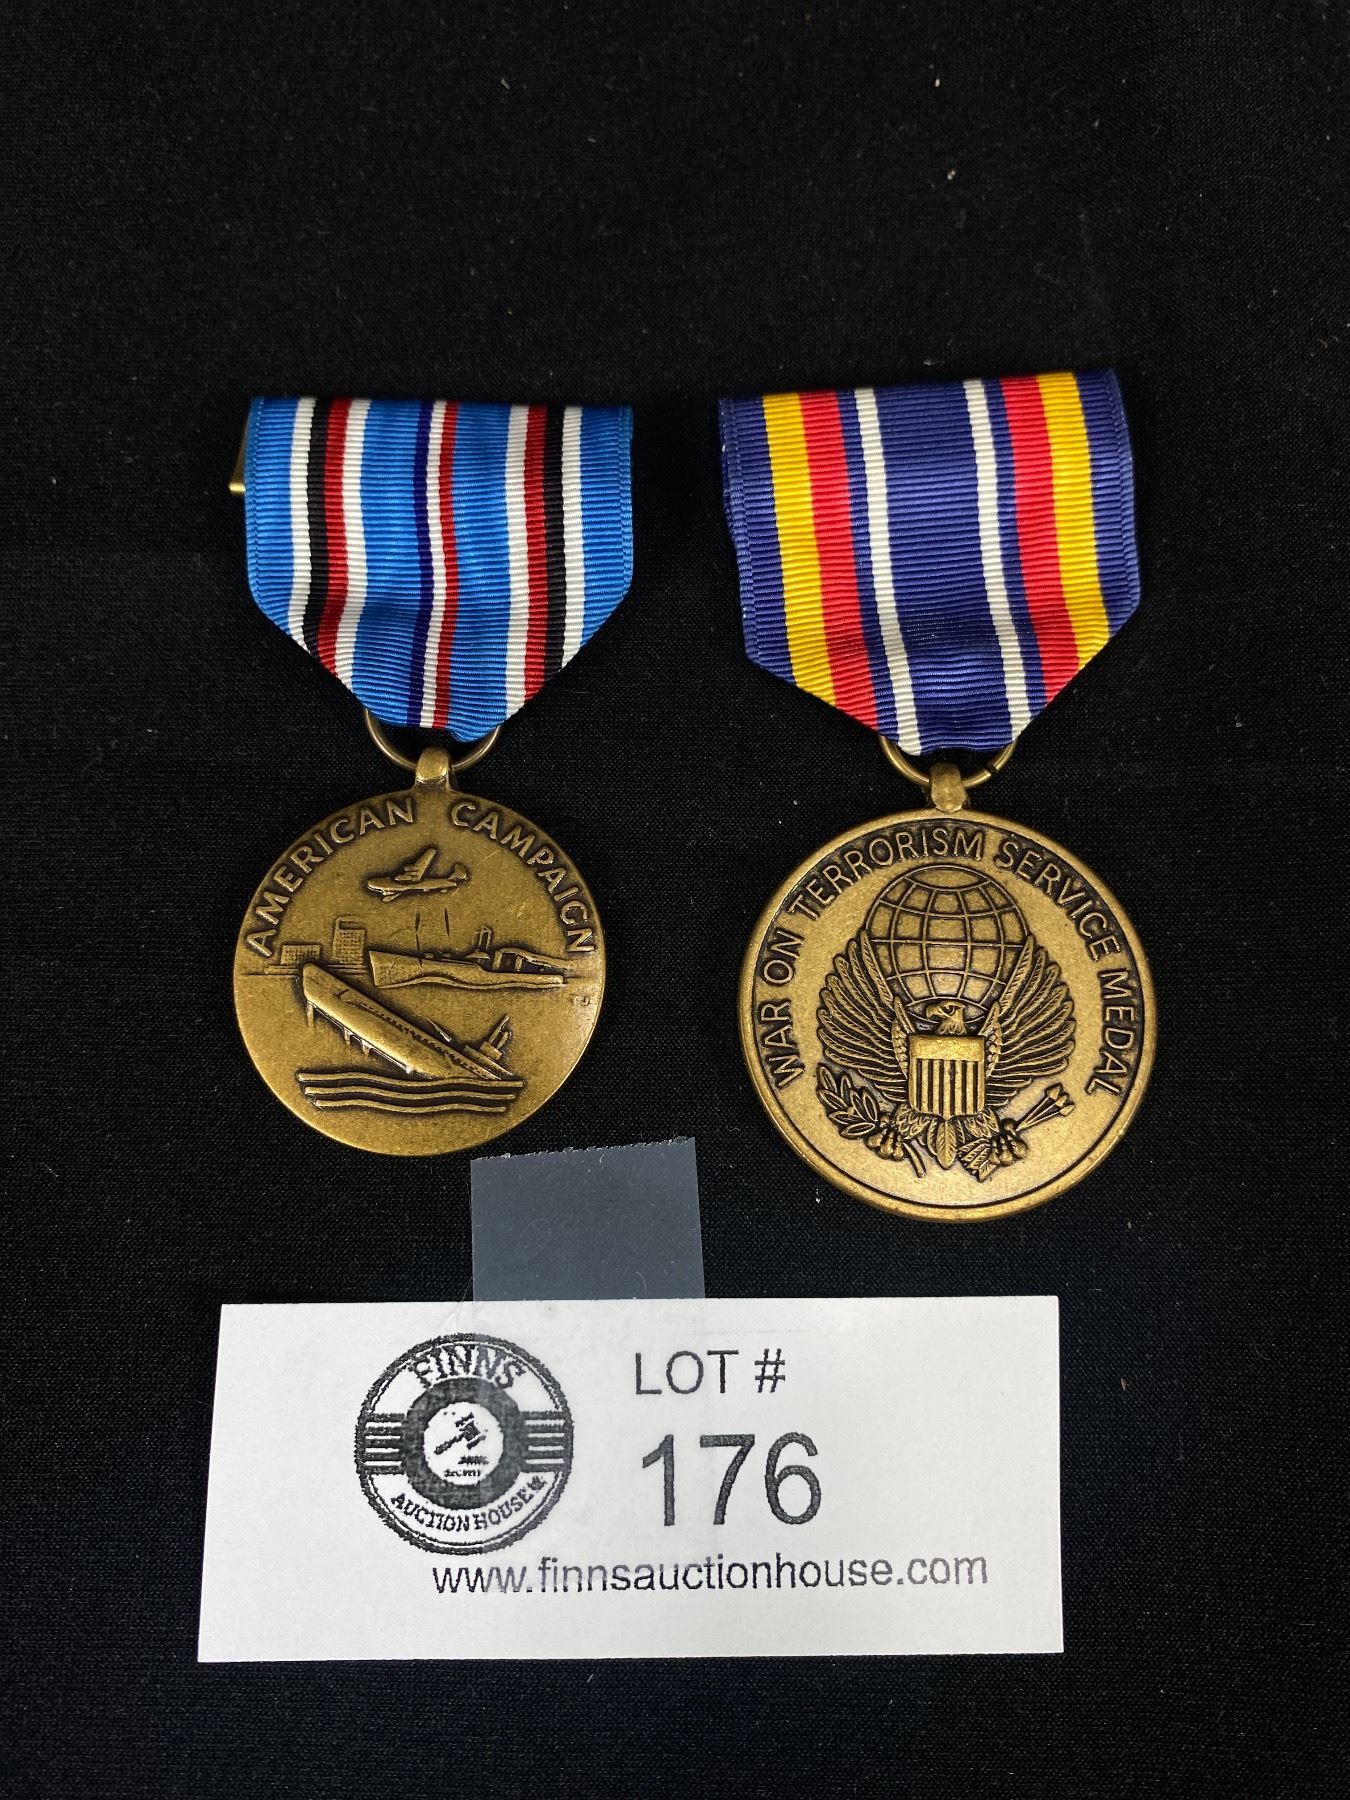 AMERICAN CAMPAIGN
WAR ON TERRORISM SERVICE MEDAL
FINNS
AUCTION HOUSE
LOT #
176
www.finnsauctionhouse.com